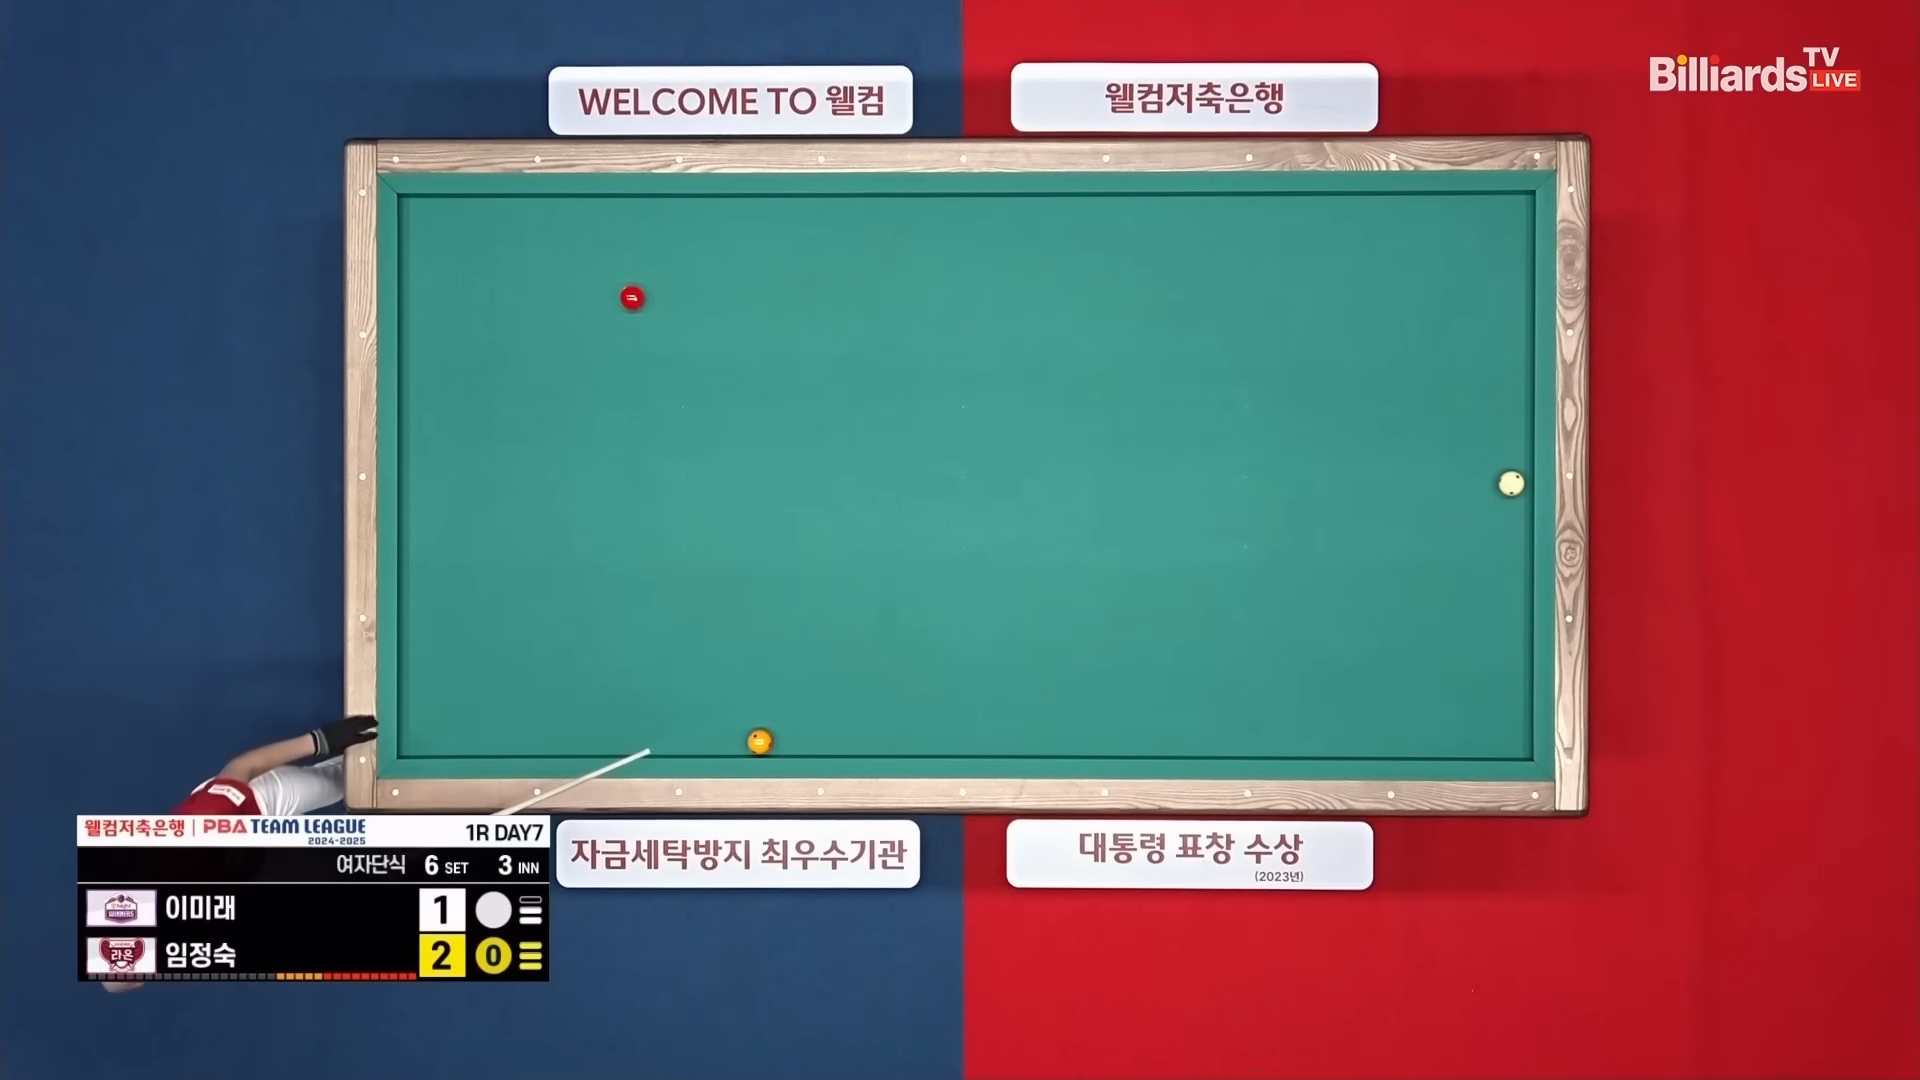 Billiards TV
LIVE
WELCOME TO 웰컴
웰컴저축은행
자금세탁방지 최우수기관
대통령 표창 수상
(2023년)
웰컴저축은행 | PBA TEAM LEAGUE
2024-2025
1R DAY7
여자단식 6 SET 3 INN
이미래 1
라온 임정숙 2 0